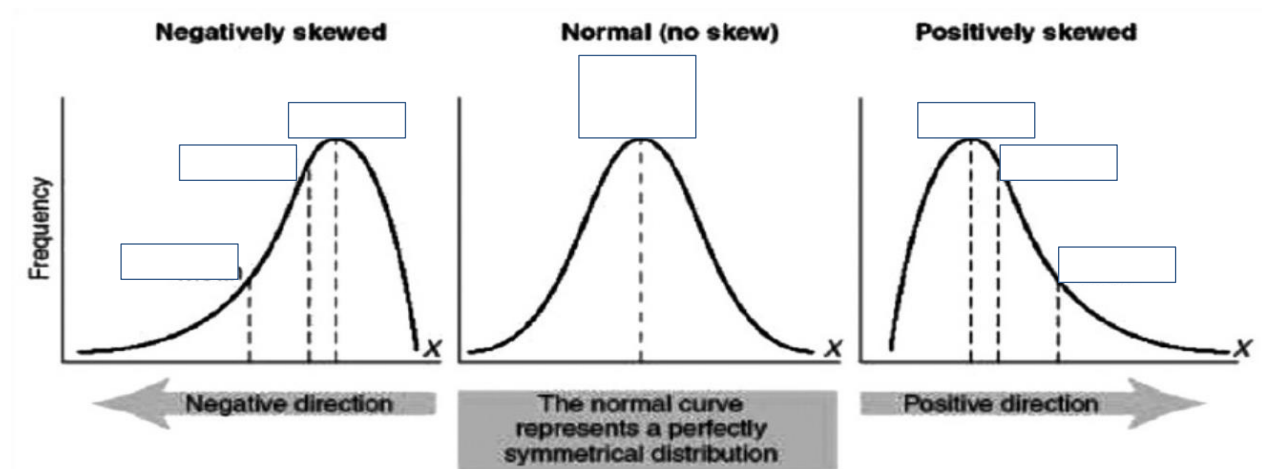 Negatively skewed
Normal (no skew)
Positively skewed
Frequency
X
X
X
Negative direction
The normal curve
represents a perfectly
symmetrical distribution
Positive direction